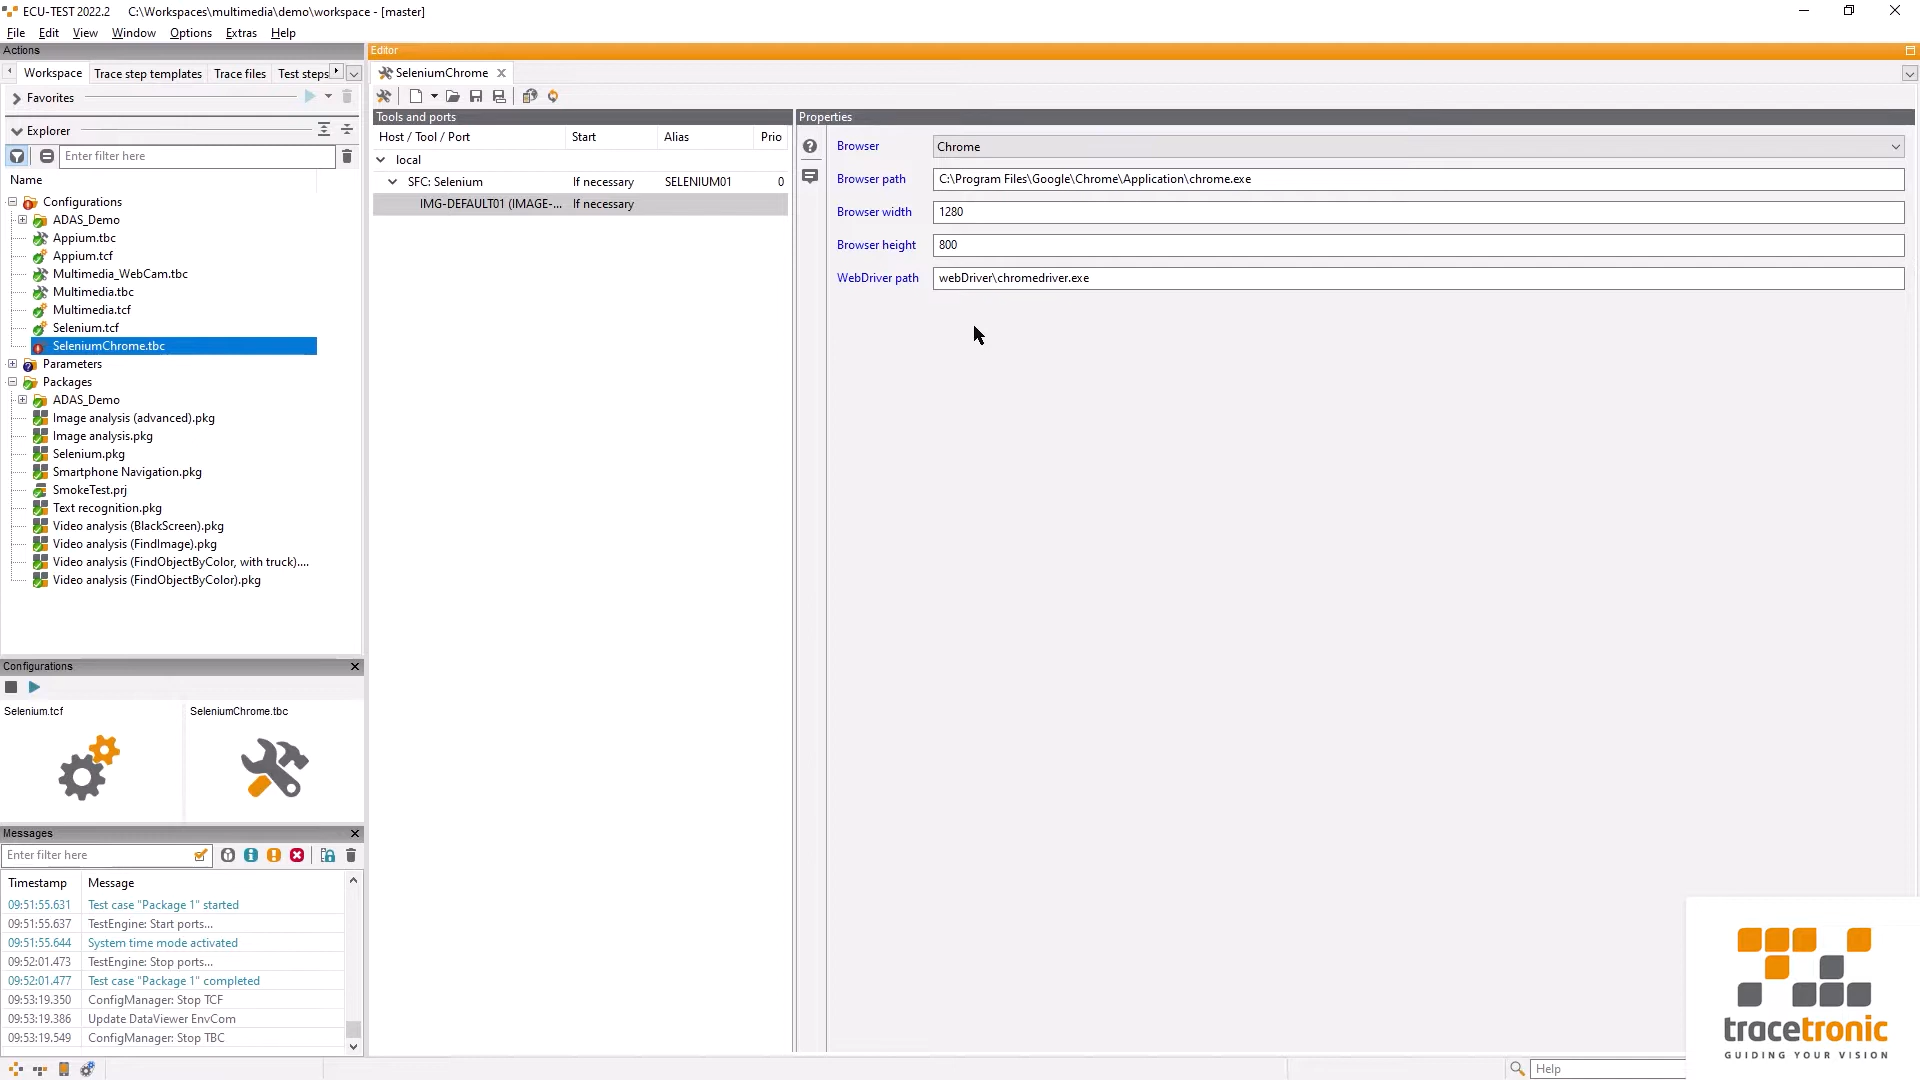 ECU-TEST 2022.2 C:\Workspaces\multimedia\demo\workspace - [master]
File Edit View Window Options Extras Help
Actions
Workspace Trace step templates Trace files Test steps
Favorites
Explorer
Enter filter here
Name
Configurations
ADAS_Demo
Appium.tbc
Appium.tcf
Multimedia_WebCam.tbc
Multimedia.tbc
Multimedia.tcf
Selenium.tcf
SeleniumChrome.tbc
Parameters
Packages
ADAS_Demo
Image analysis (advanced).pkg
Image analysis.pkg
Selenium.pkg
Smartphone Navigation.pkg
SmokeTest.prj
Text recognition.pkg
Video analysis (BlackScreen).pkg
Video analysis (FindImage).pkg
Video analysis (FindObjectByColor, with truck)....
Video analysis (FindObjectByColor).pkg
Configurations
Selenium.tcf SeleniumChrome.tbc
Messages
Enter filter here
Timestamp Message
09:51:55.631 Test case "Package 1" started
09:51:55.637 TestEngine: Start ports...
09:51:55.644 System time mode activated
09:52:01.473 TestEngine: Stop ports...
09:52:01.477 Test case "Package 1" completed
09:53:19.350 ConfigManager: Stop TCF
09:53:19.386 Update DataViewer EnvCom
09:53:19.549 ConfigManager: Stop TBC
Editor
SeleniumChrome
Tools and ports
Host / Tool / Port Start Alias Prio
local
SFC: Selenium If necessary SELENIUM01 0
IMG-DEFAULT01 (IMAGE-... If necessary
Properties
Browser Chrome
Browser path C:\Program Files\Google\Chrome\Application\chrome.exe
Browser width 1280
Browser height 800
WebDriver path webDriver\chromedriver.exe
tracetronic
GUIDING YOUR VISION
Help